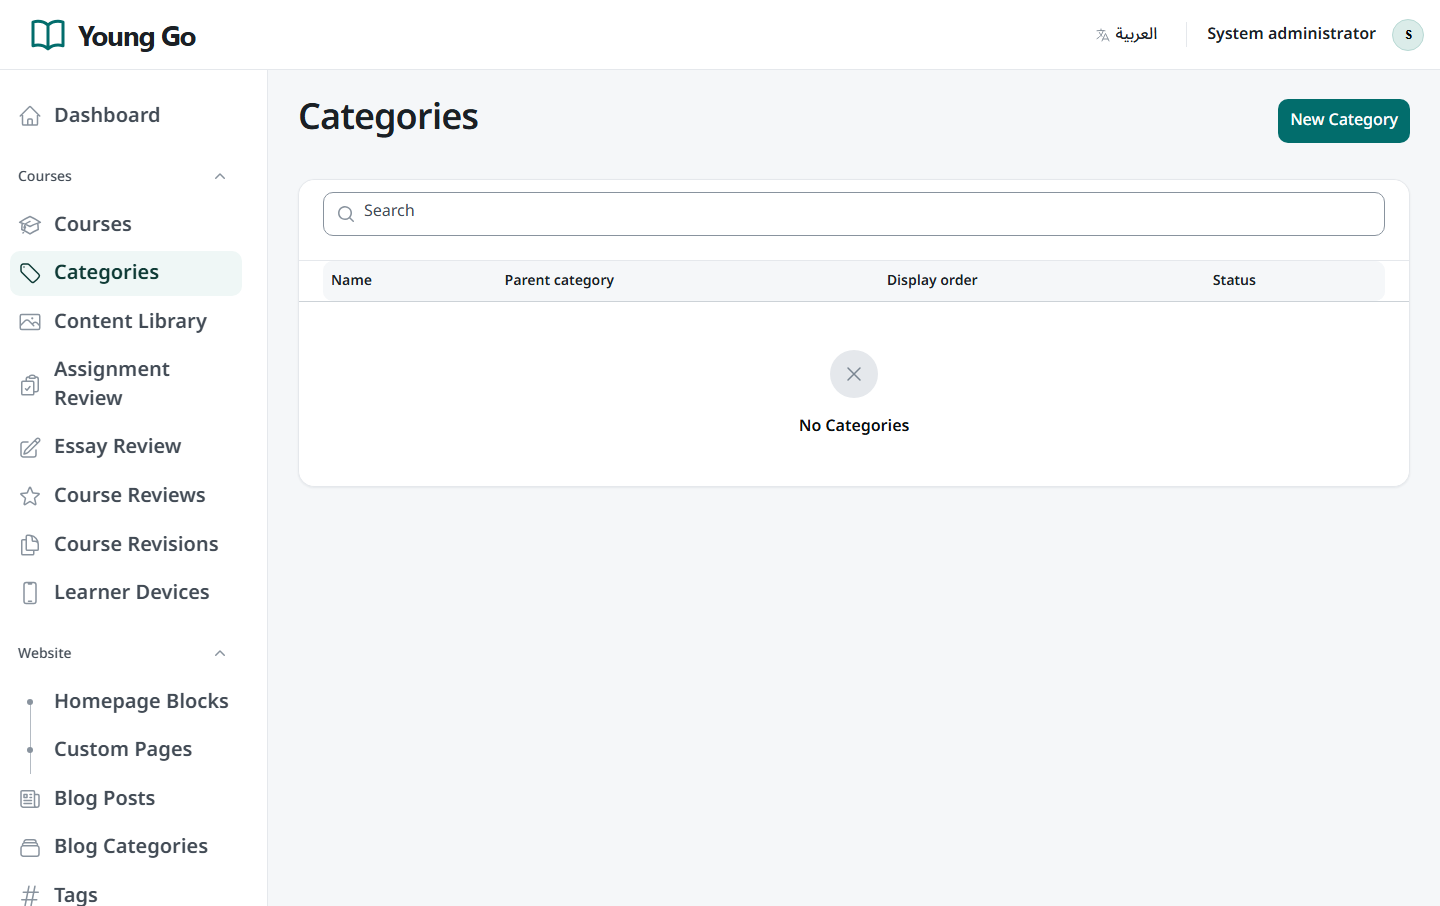 Young Go
العربية
System administrator
S
Dashboard
Courses
Courses
Categories
Content Library
Assignment
Review
Essay Review
Course Reviews
Course Revisions
Learner Devices
Website
Homepage Blocks
Custom Pages
Blog Posts
Blog Categories
Tags
Categories
New Category
Search
Name Parent category Display order Status
No Categories